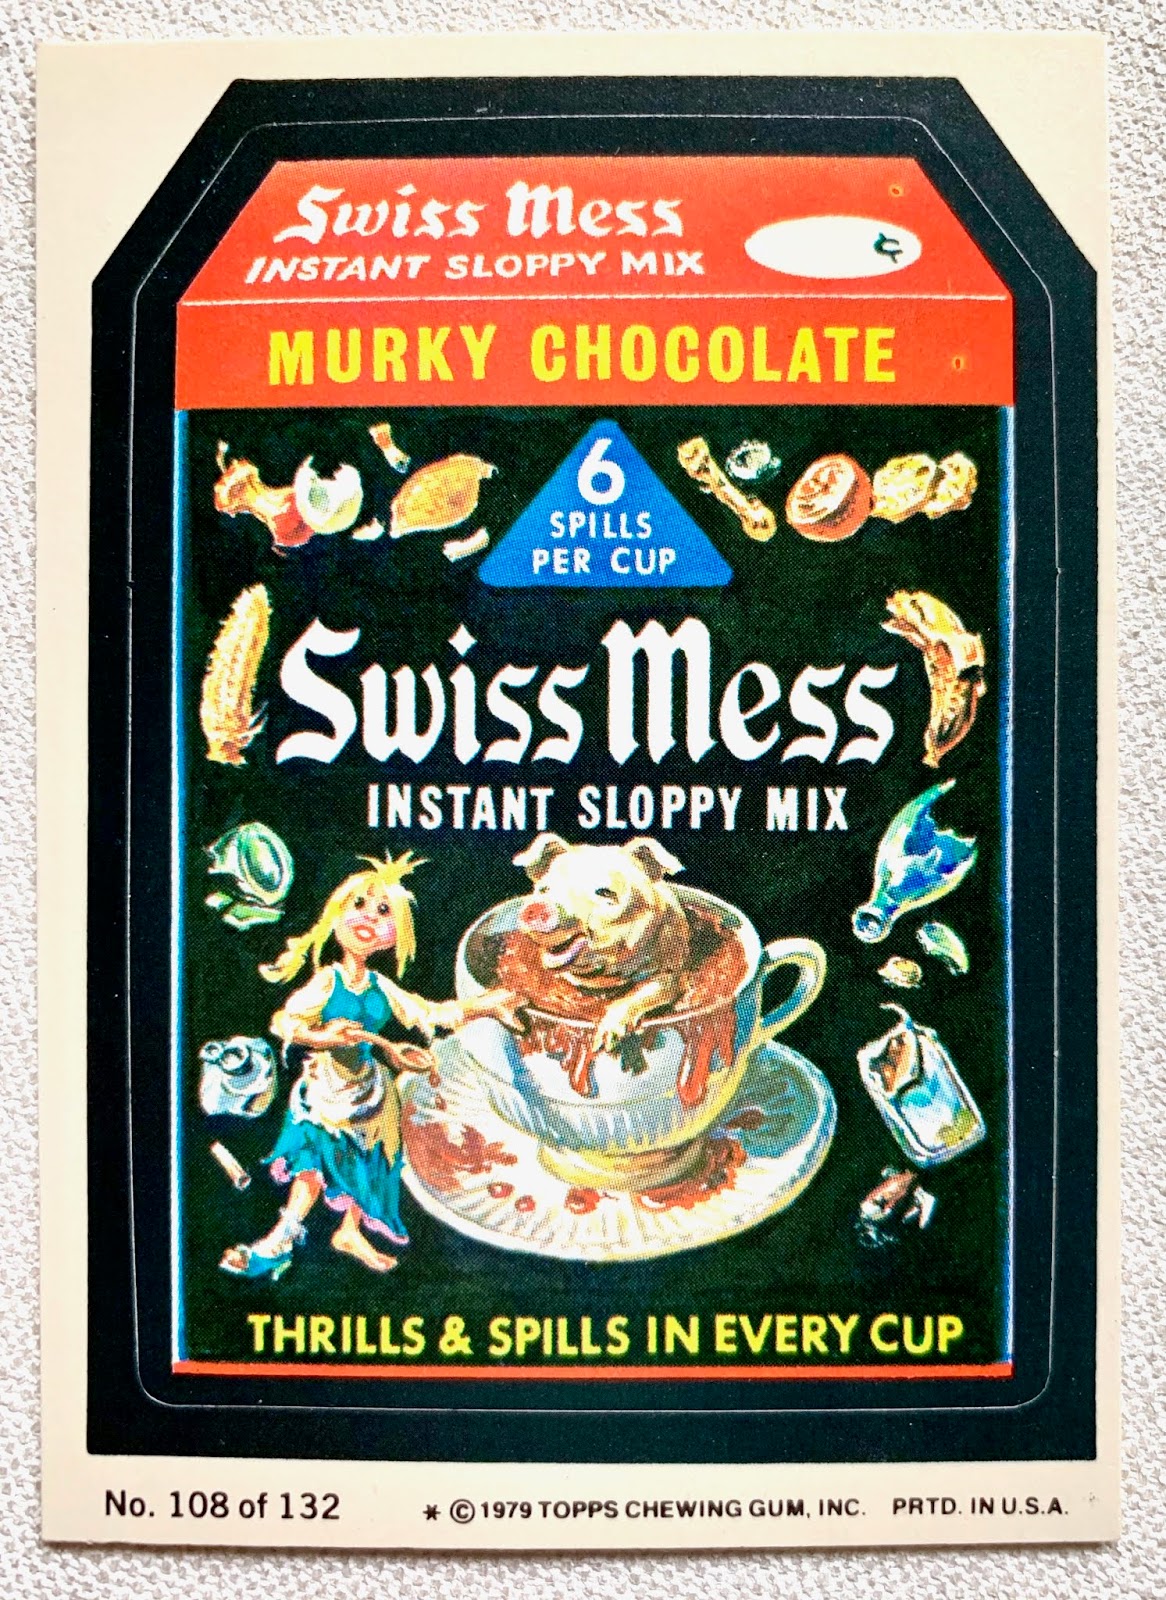 Swiss Mess
INSTANT SLOPPY MIX
¢
MURKY CHOCOLATE
6
SPILLS
PER CUP
Swiss Mess
INSTANT SLOPPY MIX
THRILLS & SPILLS IN EVERY CUP
No. 108 of 132
* © 1979 TOPPS CHEWING GUM, INC. PRTD. IN U.S.A.